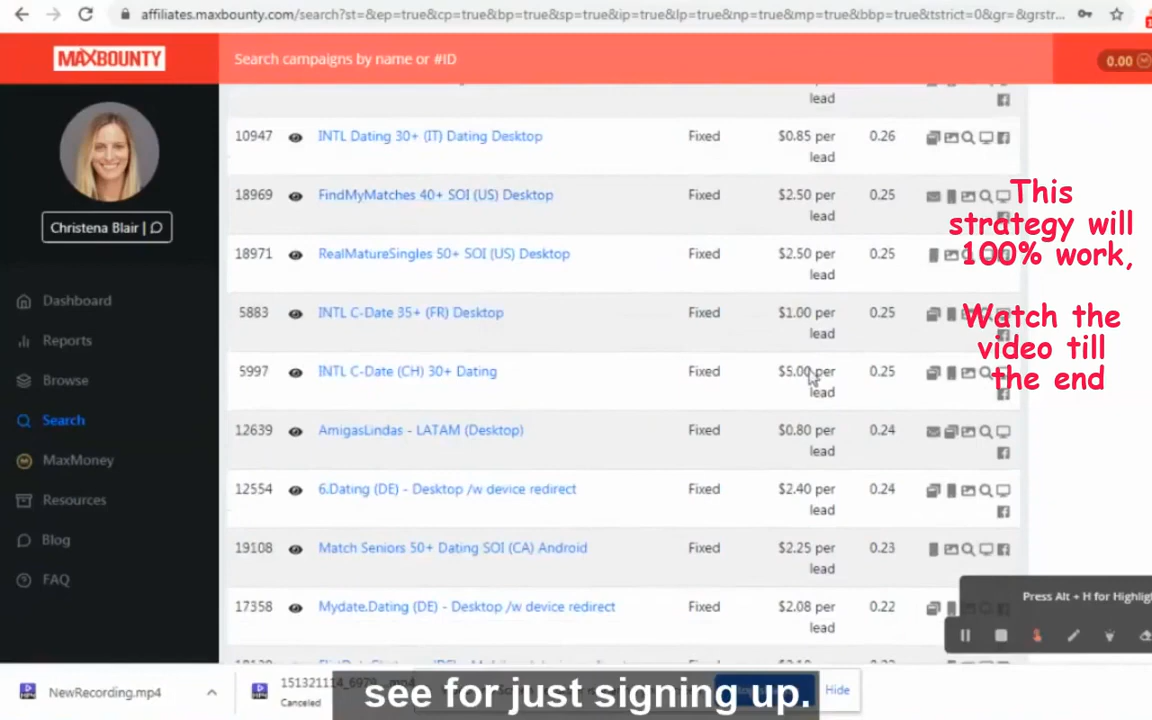 affiliates.maxbounty.com/search?st=&ep=true&cp=true&bp=true&sp=true&ip=true&lp=true&np=true&mp=true&bbp=true&tstrict=0&gr=&grstr...
MAXBOUNTY
Search campaigns by name or #ID
0.00
lead
10947 INTL Dating 30+ (IT) Dating Desktop Fixed $0.85 per lead 0.26
18969 FindMyMatches 40+ SOI (US) Desktop Fixed $2.50 per lead 0.25
18971 RealMatureSingles 50+ SOI (US) Desktop Fixed $2.50 per lead 0.25
5883 INTL C-Date 35+ (FR) Desktop Fixed $1.00 per lead 0.25
5997 INTL C-Date (CH) 30+ Dating Fixed $5.00 per lead 0.25
12639 AmigasLindas - LATAM (Desktop) Fixed $0.80 per lead 0.24
12554 6.Dating (DE) - Desktop /w device redirect Fixed $2.40 per lead 0.24
19108 Match Seniors 50+ Dating SOI (CA) Android Fixed $2.25 per lead 0.23
17358 Mydate.Dating (DE) - Desktop /w device redirect Fixed $2.08 per lead 0.22
Christena Blair |
Dashboard
Reports
Browse
Search
MaxMoney
Resources
Blog
FAQ
This
strategy will
100% work,
Watch the
video till
the end
Press Alt + H for Highlig
NewRecording.mp4
Canceled
Hide
see for just signing up.